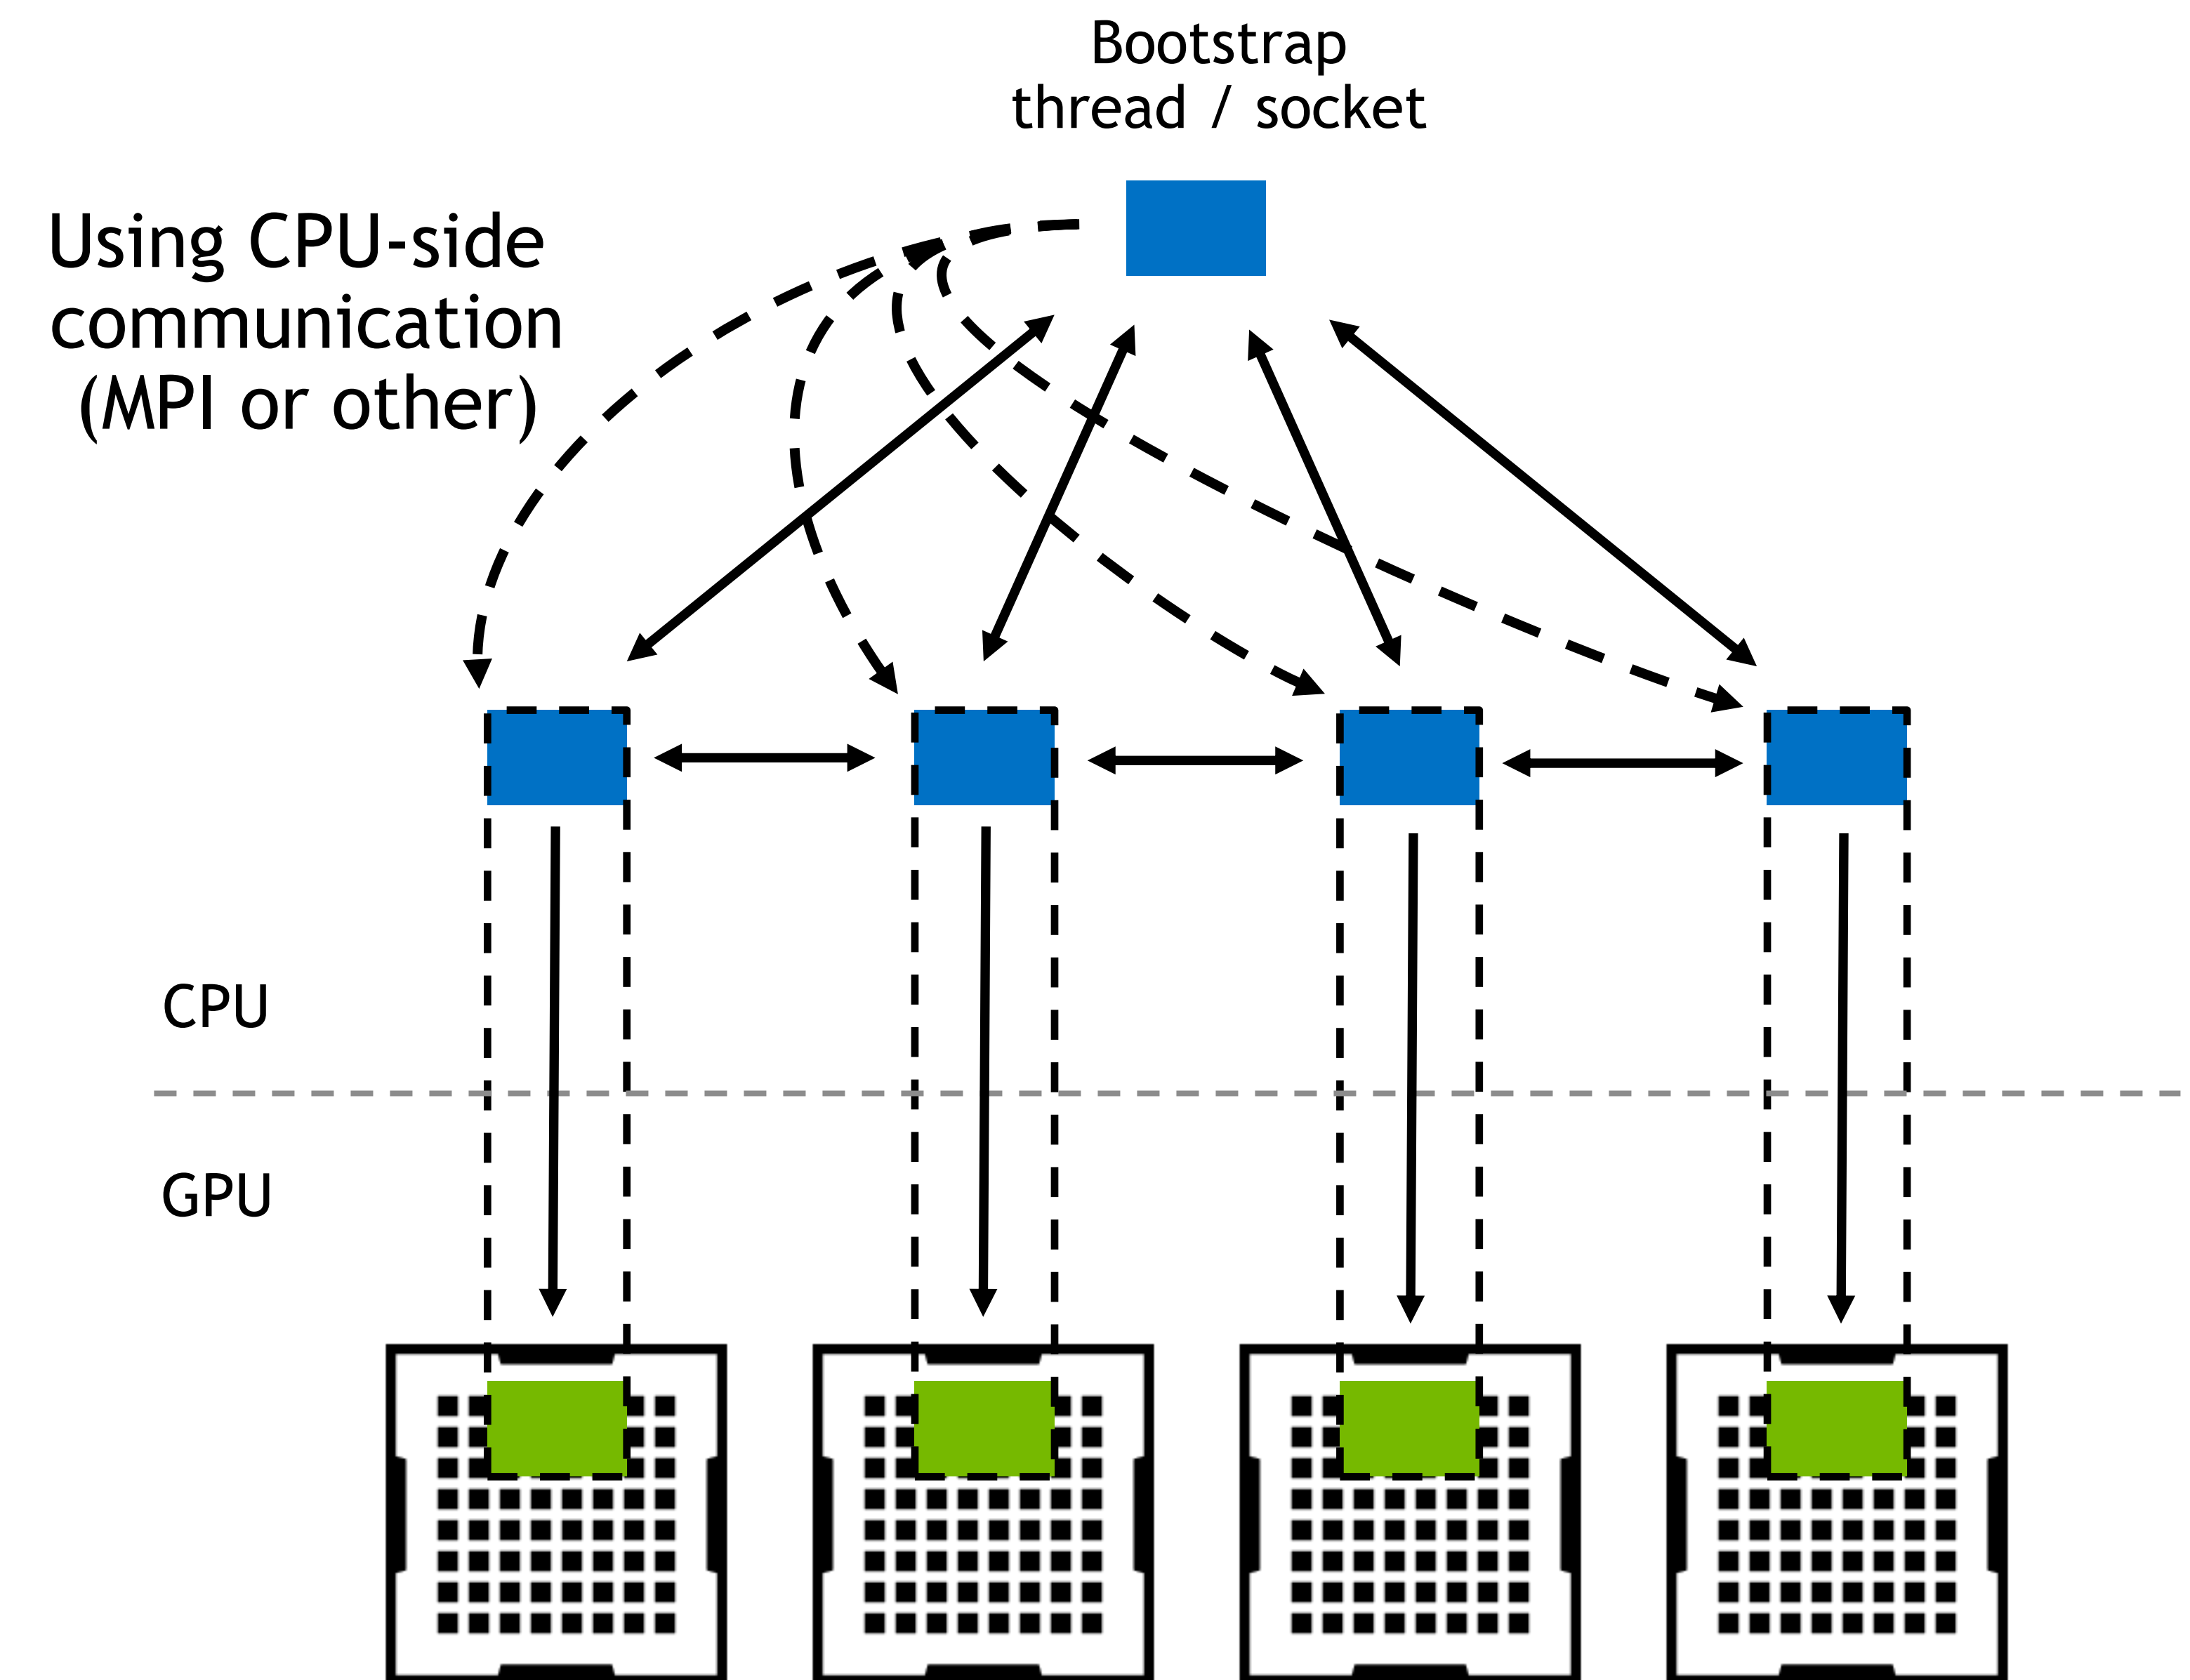 Bootstrap
thread / socket
Using CPU-side
communication
(MPI or other)
CPU
GPU